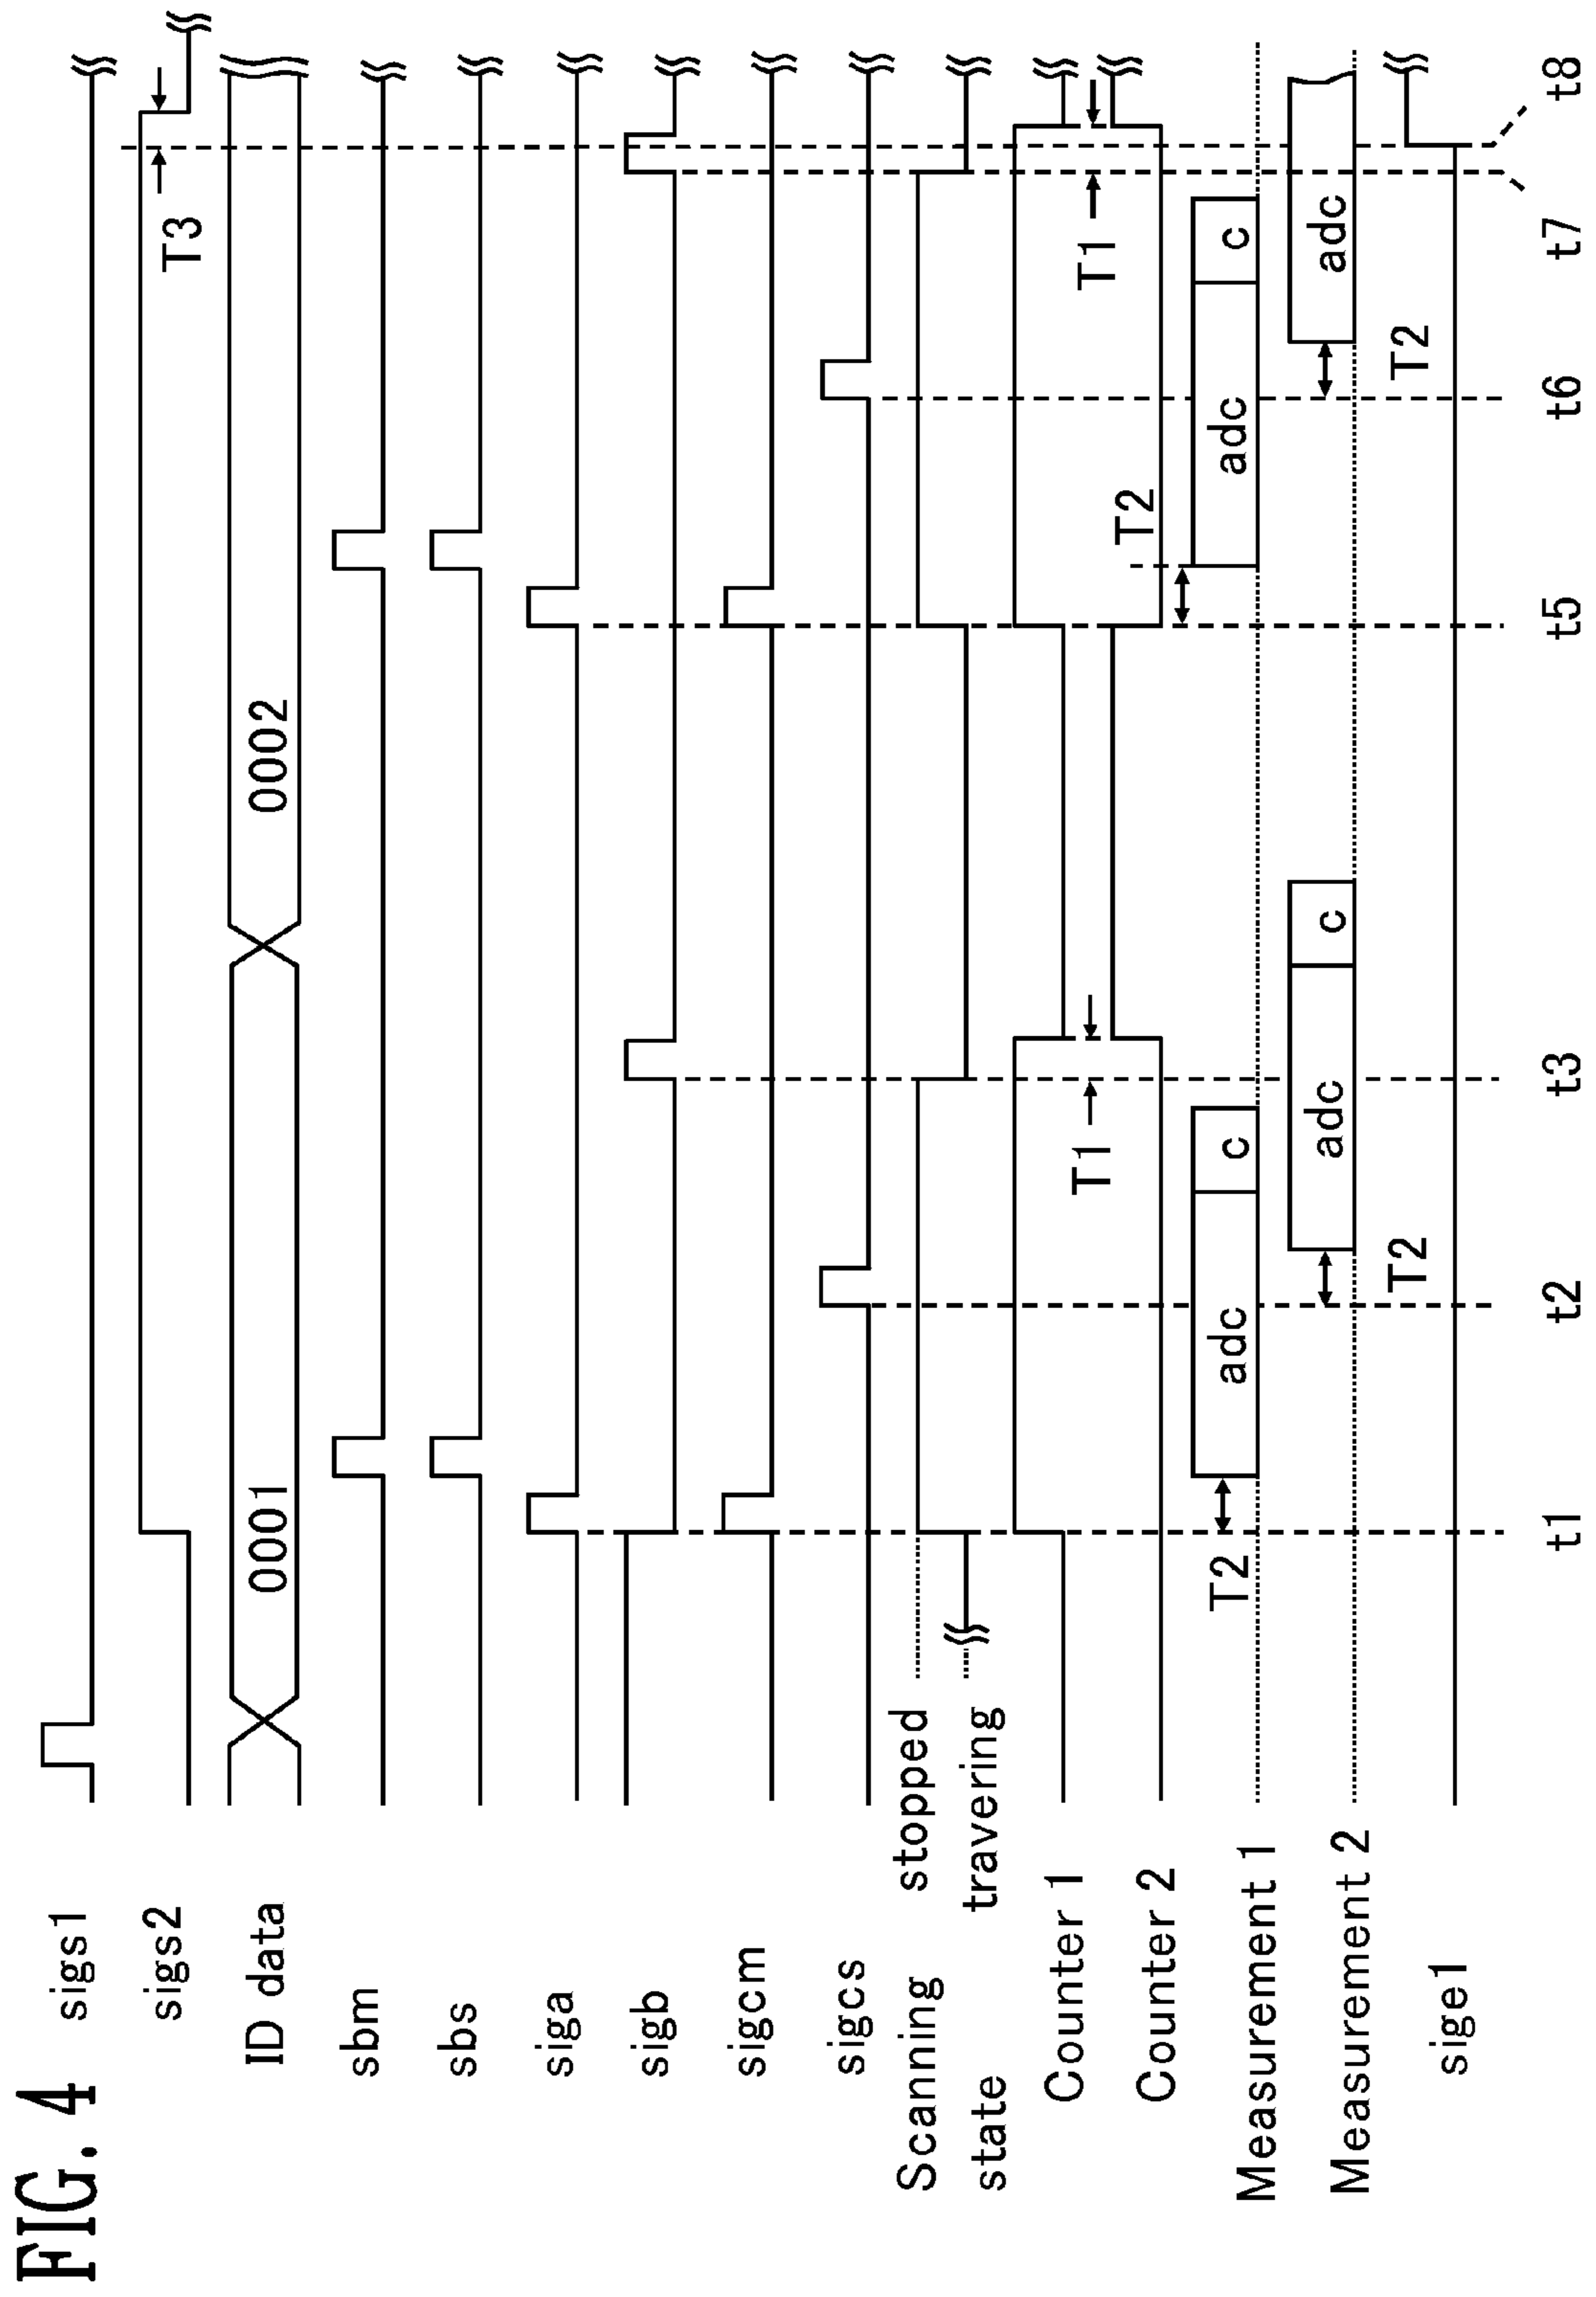 FIG. 4
sigs1
sigs2
T3
ID data
0001
0002
sbm
sbs
siga
sigb
sigcm
sigcs
Scanning state
stopped
travering
Counter 1
T1
T1
Counter 2
T2
Measurement 1
T2
adc
c
adc
c
Measurement 2
adc
c
adc
T2
T2
sige1
t1
t2
t3
t5
t6
t7
t8